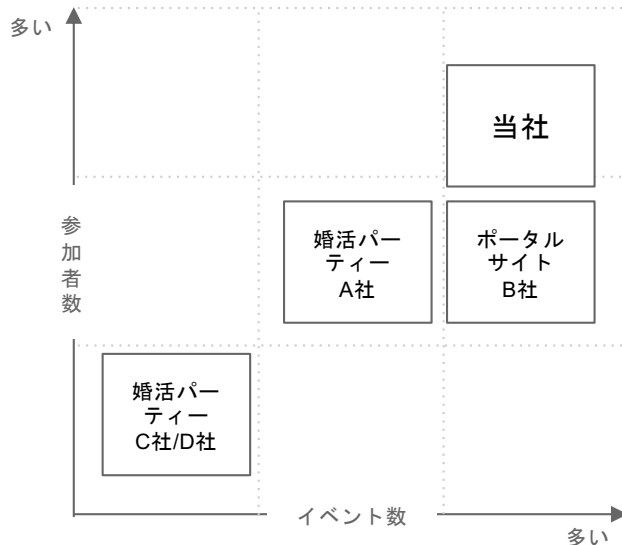 多い
当社
参加者数
婚活パー
ティー
A社
ポータル
サイト
B社
婚活パー
ティー
C社/D社
イベント数
多い